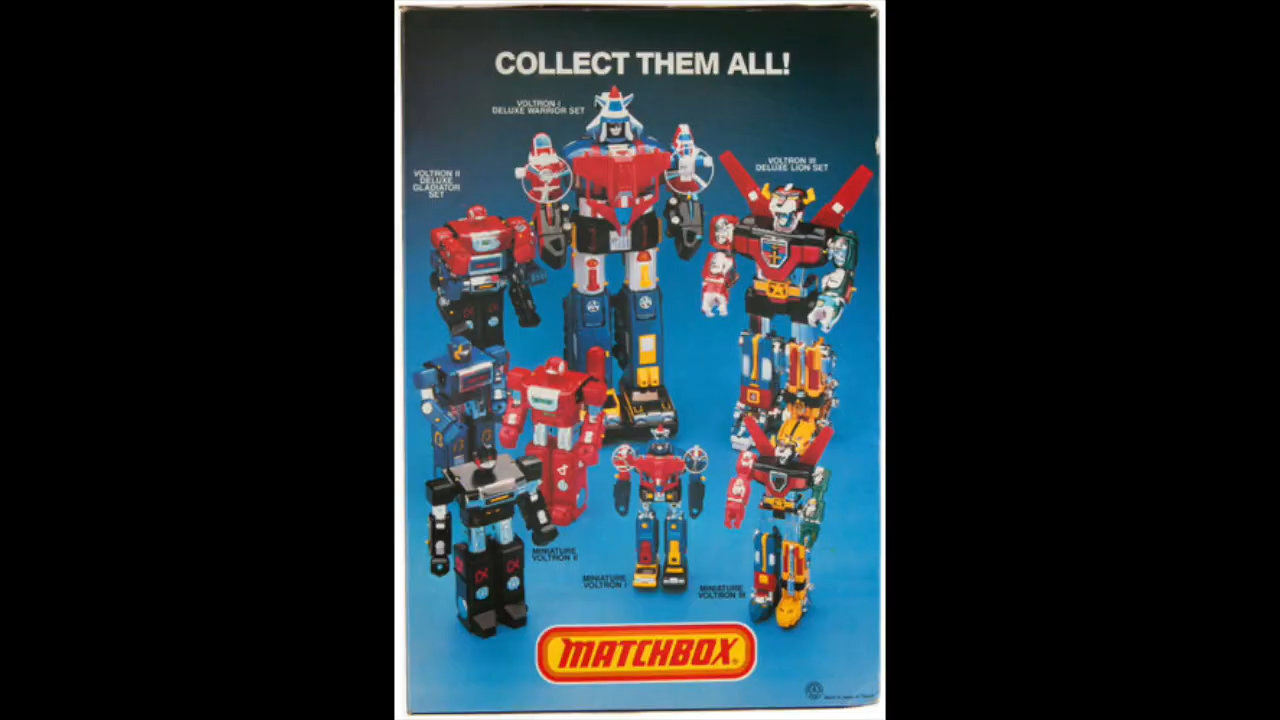 COLLECT THEM ALL!
VOLTRON I
DELUXE WARRIOR SET
VOLTRON III
DELUXE LION SET
VOLTRON II
DELUXE
GLADIATOR
SET
MINIATURE
VOLTRON II
MINIATURE
VOLTRON I
MINIATURE
VOLTRON III
MATCHBOX